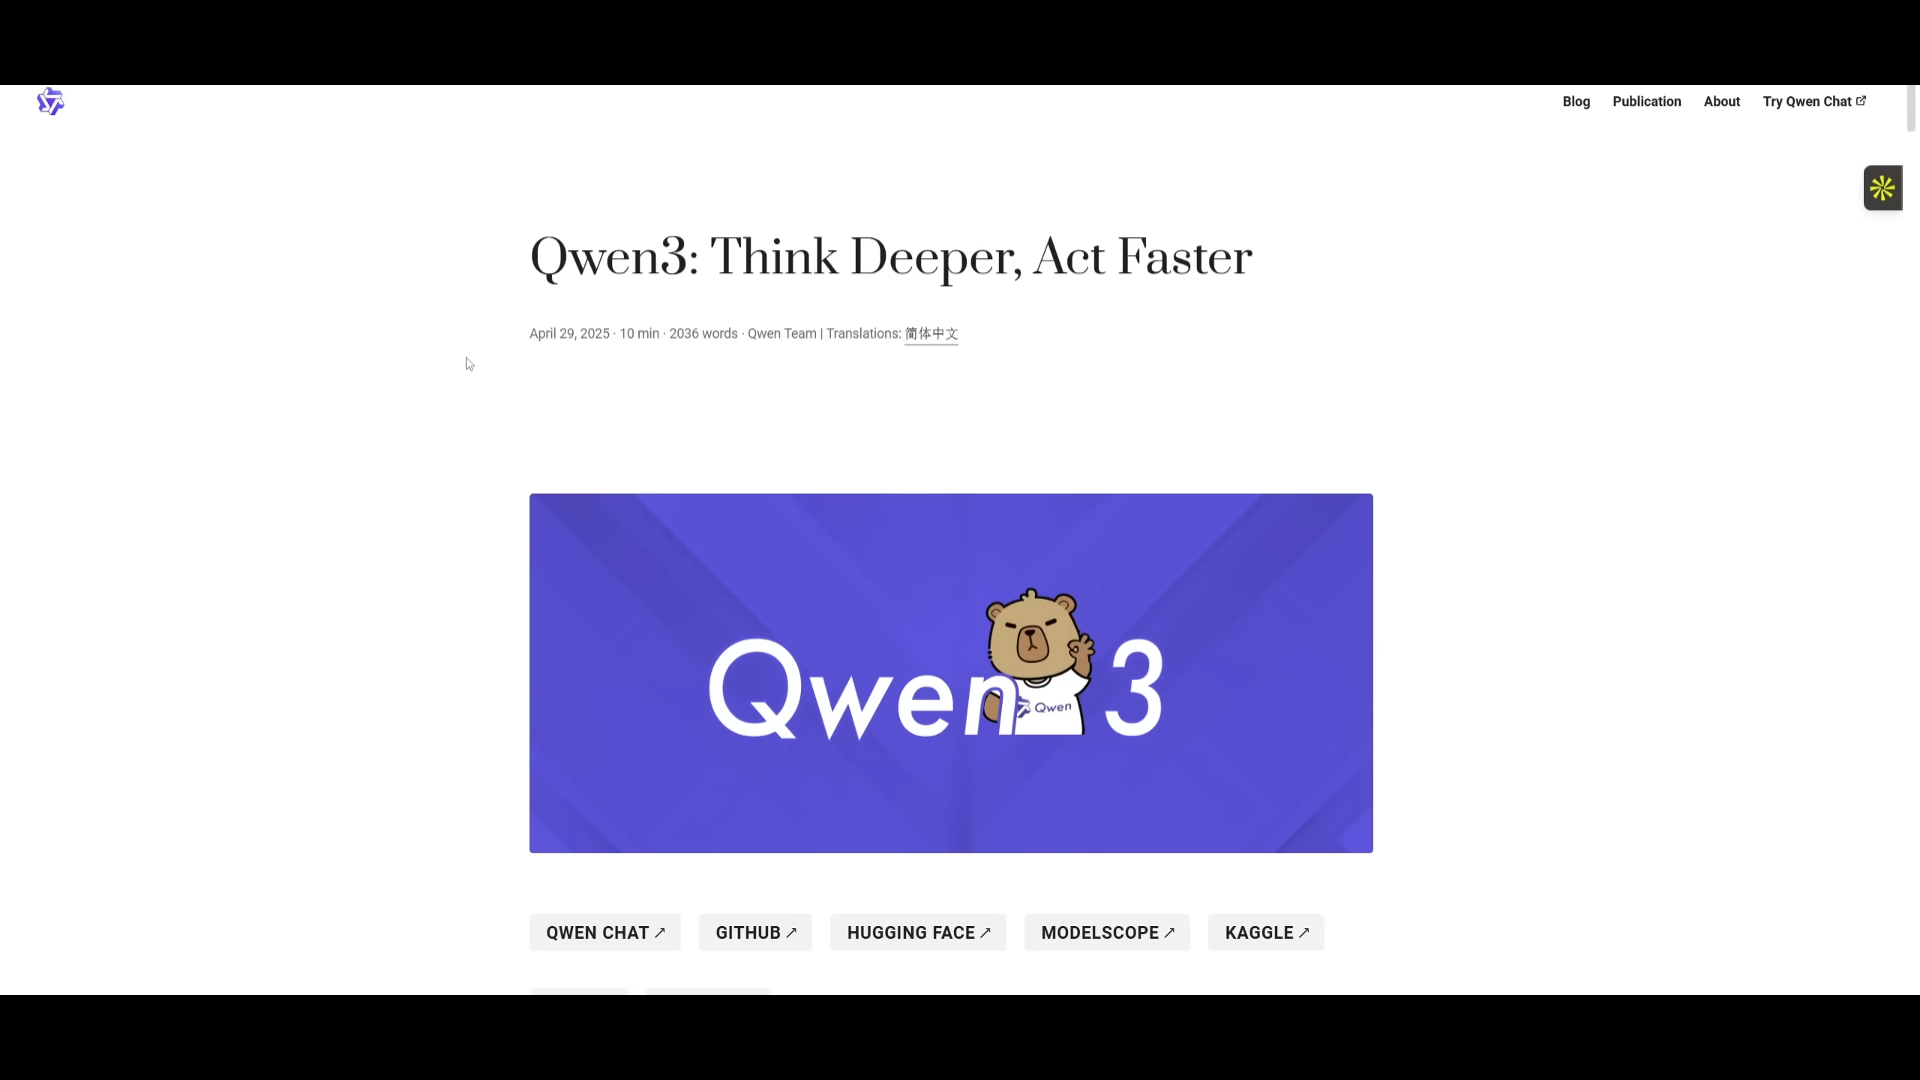 Blog Publication About Try Qwen Chat
Qwen3: Think Deeper, Act Faster
April 29, 2025 · 10 min · 2036 words · Qwen Team | Translations: 简体中文
Qwen 3
Qwen
QWEN CHAT ↗ GITHUB ↗ HUGGING FACE ↗ MODELSCOPE ↗ KAGGLE ↗